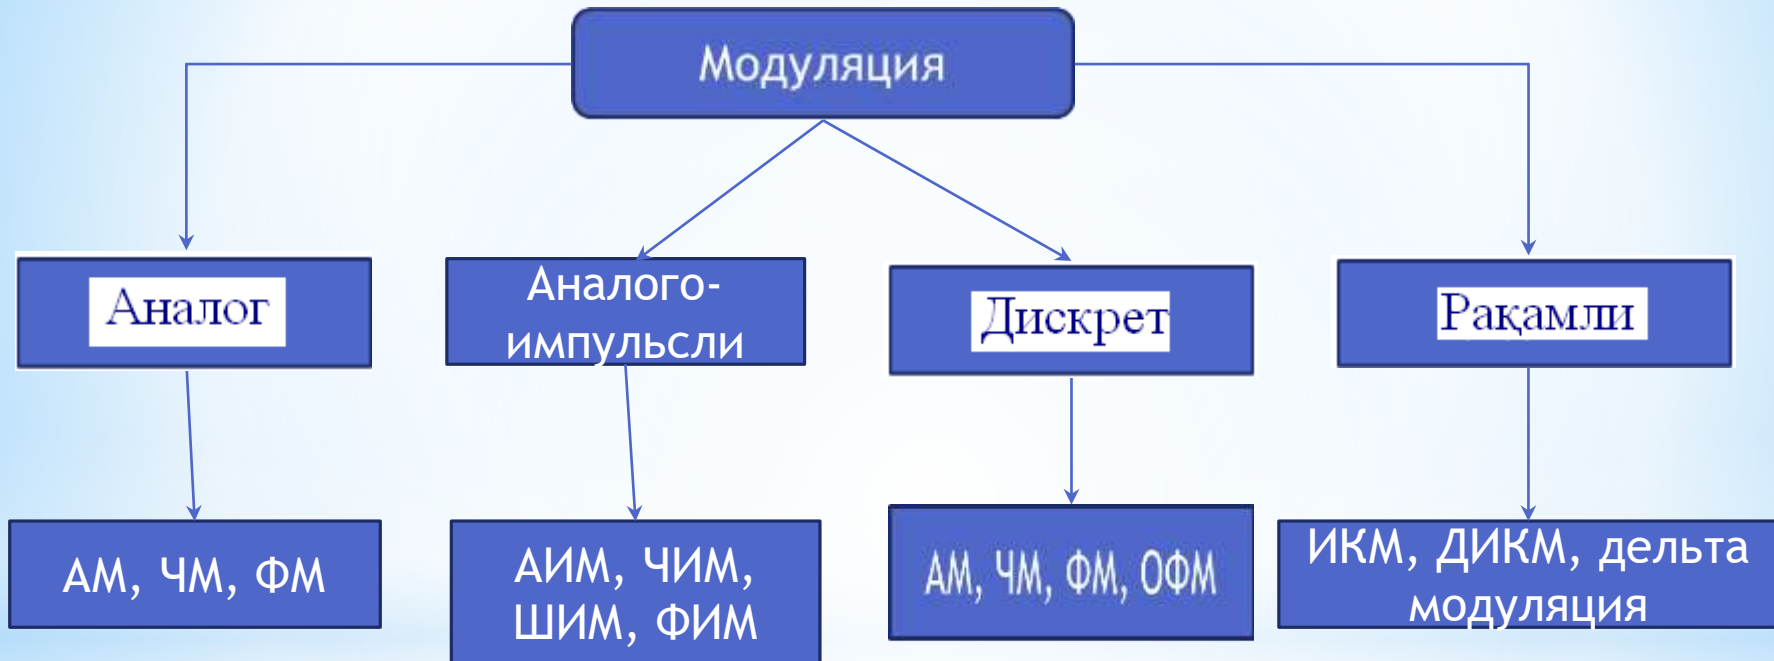 Модуляция
Аналог
Аналого-
импульсли
Дискрет
Рақамли
АМ, ЧМ, ФМ
АИМ, ЧИМ,
ШИМ, ФИМ
АМ, ЧМ, ФМ, ОФМ
ИКМ, ДИКМ, дельта
модуляция